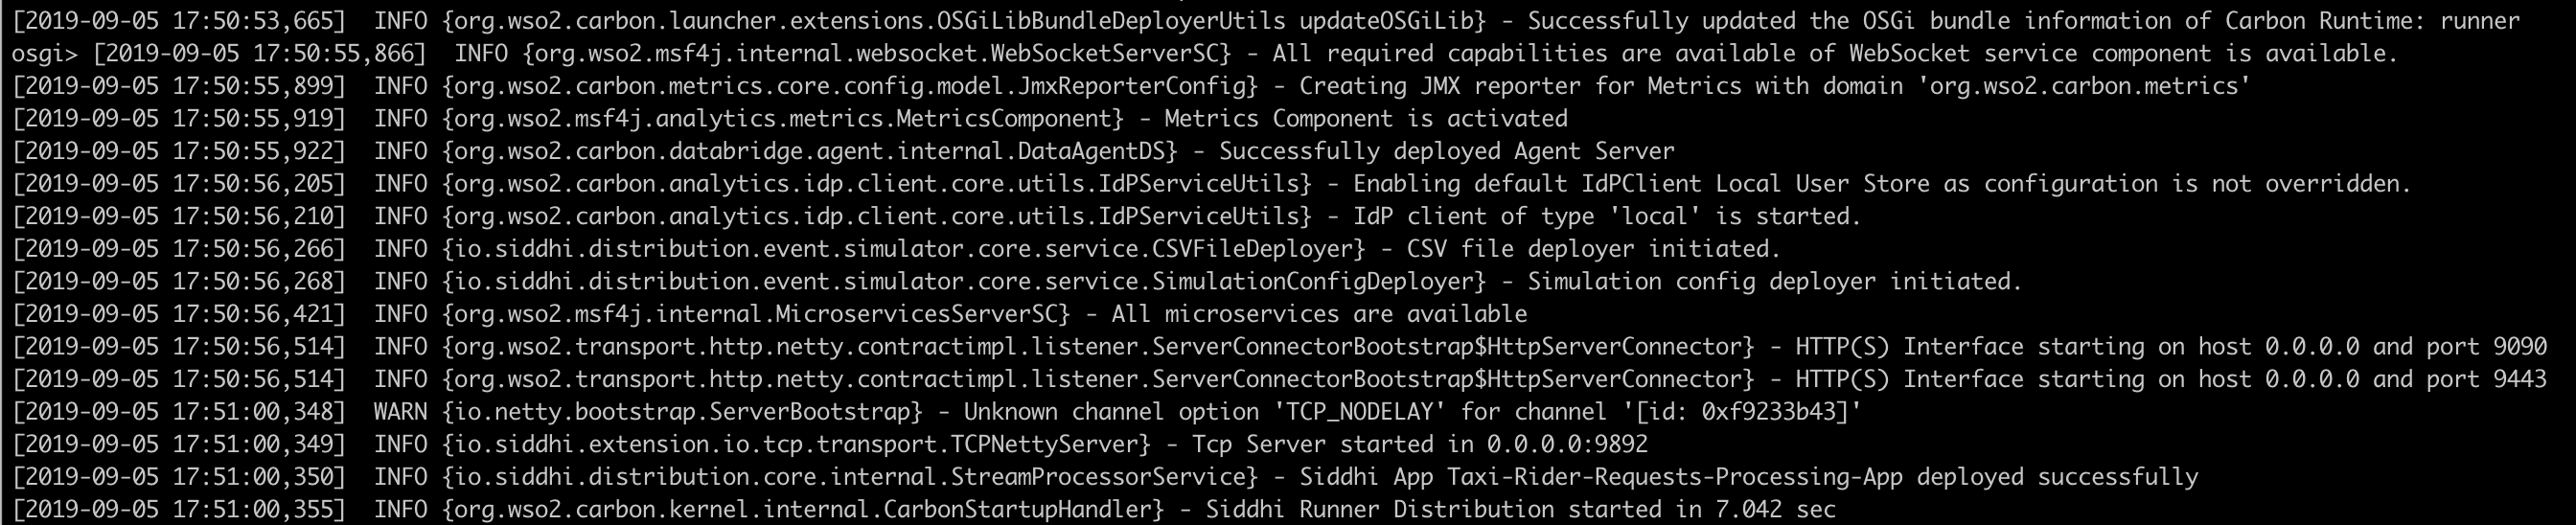 [2019-09-05 17:50:53,665]  INFO {org.wso2.carbon.launcher.extensions.OSGiLibBundleDeployerUtils updateOSGiLib} - Successfully updated the OSGi bundle information of Carbon Runtime: runner
osgi> [2019-09-05 17:50:55,866]  INFO {org.wso2.msf4j.internal.websocket.WebSocketServerSC} - All required capabilities are available of WebSocket service component is available.
[2019-09-05 17:50:55,899]  INFO {org.wso2.carbon.metrics.core.config.model.JmxReporterConfig} - Creating JMX reporter for Metrics with domain 'org.wso2.carbon.metrics'
[2019-09-05 17:50:55,919]  INFO {org.wso2.msf4j.analytics.metrics.MetricsComponent} - Metrics Component is activated
[2019-09-05 17:50:55,922]  INFO {org.wso2.carbon.databridge.agent.internal.DataAgentDS} - Successfully deployed Agent Server
[2019-09-05 17:50:56,205]  INFO {org.wso2.carbon.analytics.idp.client.core.utils.IdPServiceUtils} - Enabling default IdPClient Local User Store as configuration is not overridden.
[2019-09-05 17:50:56,210]  INFO {org.wso2.carbon.analytics.idp.client.core.utils.IdPServiceUtils} - IdP client of type 'local' is started.
[2019-09-05 17:50:56,266]  INFO {io.siddhi.distribution.event.simulator.core.service.CSVFileDeployer} - CSV file deployer initiated.
[2019-09-05 17:50:56,268]  INFO {io.siddhi.distribution.event.simulator.core.service.SimulationConfigDeployer} - Simulation config deployer initiated.
[2019-09-05 17:50:56,421]  INFO {org.wso2.msf4j.internal.MicroservicesServerSC} - All microservices are available
[2019-09-05 17:50:56,514]  INFO {org.wso2.transport.http.netty.contractimpl.listener.ServerConnectorBootstrap$HttpServerConnector} - HTTP(S) Interface starting on host 0.0.0.0 and port 9090
[2019-09-05 17:50:56,514]  INFO {org.wso2.transport.http.netty.contractimpl.listener.ServerConnectorBootstrap$HttpServerConnector} - HTTP(S) Interface starting on host 0.0.0.0 and port 9443
[2019-09-05 17:51:00,348]  WARN {io.netty.bootstrap.ServerBootstrap} - Unknown channel option 'TCP_NODELAY' for channel '[id: 0xf9233b43]'
[2019-09-05 17:51:00,349]  INFO {io.siddhi.extension.io.tcp.transport.TCPNettyServer} - Tcp Server started in 0.0.0.0:9892
[2019-09-05 17:51:00,350]  INFO {io.siddhi.distribution.core.internal.StreamProcessorService} - Siddhi App Taxi-Rider-Requests-Processing-App deployed successfully
[2019-09-05 17:51:00,355]  INFO {org.wso2.carbon.kernel.internal.CarbonStartupHandler} - Siddhi Runner Distribution started in 7.042 sec